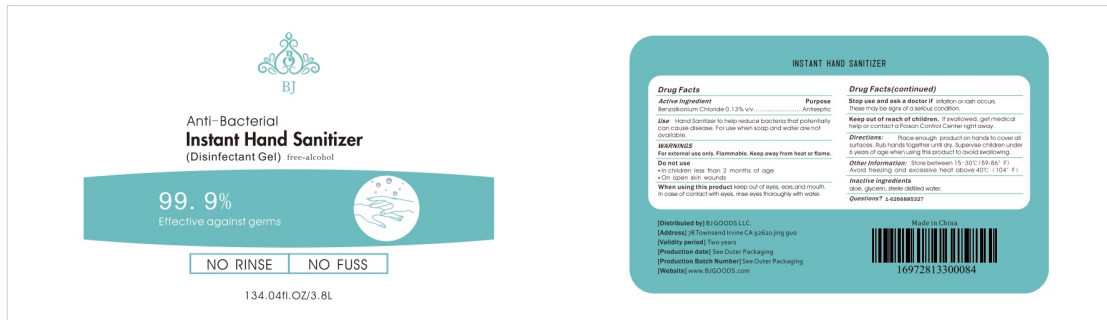 BJ
Anti-Bacterial
Instant Hand Sanitizer
(Disinfectant Gel) free-alcohol
99. 9%
Effective against germs
NO RINSE NO FUSS
134.04fl.OZ/3.8L
INSTANT HAND SANITIZER
Drug Facts
Active Ingredient Purpose
Benzalkonium Chloride 0.13% v/v........................Antiseptic
Use Hand Sanitizer to help reduce bacteria that potentially
can cause disease. For use when soap and water are not
available.
WARNINGS
For external use only. Flammable. Keep away from heat or flame.
Do not use
• In children less than 2 months of age
• On open skin wounds
When using this product keep out of eyes, ears,and mouth.
In case of contact with eyes, rinse eyes thoroughly with water.
Drug Facts(continued)
Stop use and ask a doctor if irritation or rash occurs.
These may be signs of a serious condition.
Keep out of reach of children. If swallowed, get medical
help or contact a Poison Control Center right away.
Directions: Place enough product on hands to cover all
surfaces. Rub hands together until dry. Supervise children under
6 years of age when using this product to avoid swallowing.
Other Information: Store between 15-30℃ (59-86° F)
Avoid freezing and excessive heat above 40℃ (104° F)
Inactive ingredients
aloe, glycerin, sterile distilled water.
Questions? 1-6266885327
[Distributed by] BJ GOODS LLC.
[Address] 78 Townsend Irvine CA 92620 jing guo
[Validity period] Two years
[Production date] See Outer Packaging
[Production Batch Number] See Outer Packaging
[Website] www.BJGOODS.com
Made in China
16972813300084